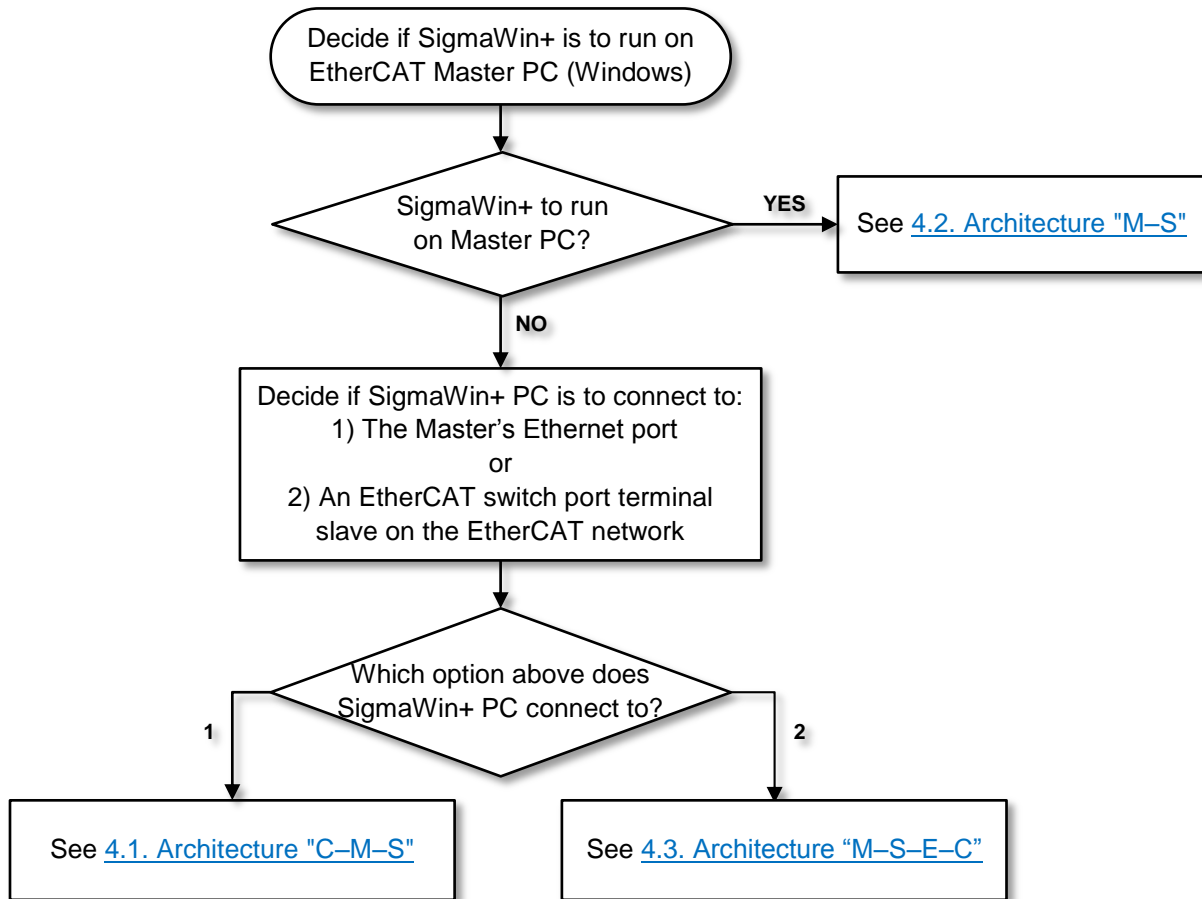 Decide if SigmaWin+ is to run on
EtherCAT Master PC (Windows)
SigmaWin+ to run
on Master PC?
YES
See 4.2. Architecture "M–S"
NO
Decide if SigmaWin+ PC is to connect to:
1) The Master’s Ethernet port
or
2) An EtherCAT switch port terminal
slave on the EtherCAT network
Which option above does
SigmaWin+ PC connect to?
1
2
See 4.1. Architecture "C–M–S"
See 4.3. Architecture “M–S–E–C”